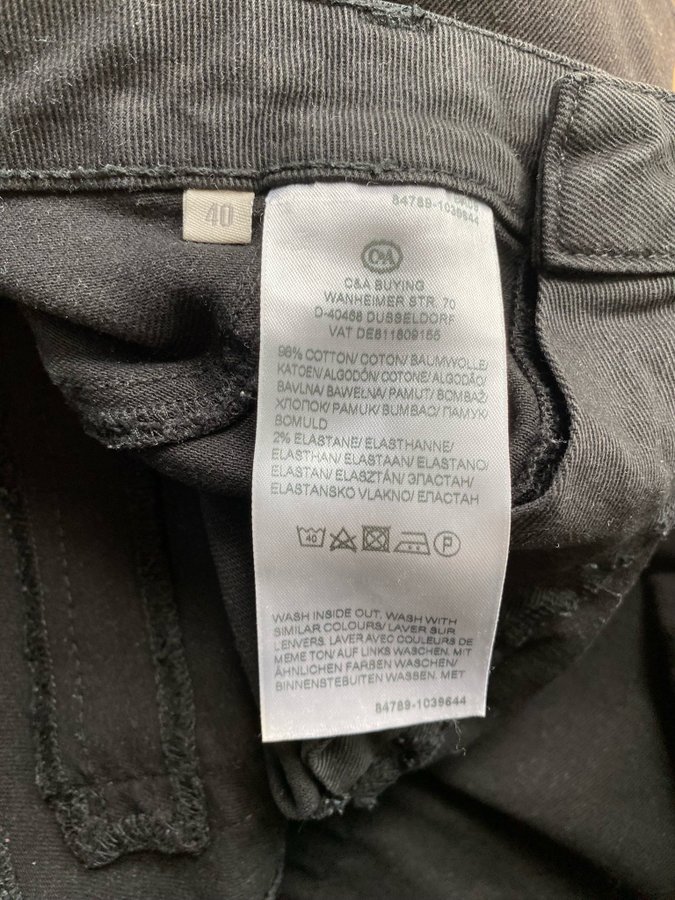 40
84789-1039644
C&A
C&A BUYING
WANHEIMER STR. 70
D-40468 DUSSELDORF
VAT DE811809155
98% COTTON/ COTON/ BAUMWOLLE/
KATOEN/ ALGODÓN/ COTONE/ ALGODÃO/
BAVLNA/ BAWEŁNA/ PAMUT/ BOMBAŽ/
ХЛОПОК/ PAMUK/ BUMBAC/ ПАМУК/
BOMULD
2% ELASTANE/ ELASTHANNE/
ELASTHAN/ ELASTAAN/ ELASTANO/
ELASTAN/ ELASZTÁN/ ЭЛАСТАН/
ELASTANSKO VLAKNO/ ЕЛАСТАН
40 P
WASH INSIDE OUT, WASH WITH
SIMILAR COLOURS/ LAVER SUR
L'ENVERS. LAVER AVEC COULEURS DE
MEME TON/ AUF LINKS WASCHEN. MIT
ÄHNLICHEN FARBEN WASCHEN/
BINNENSTEBUITEN WASSEN. MET
84789-1039644